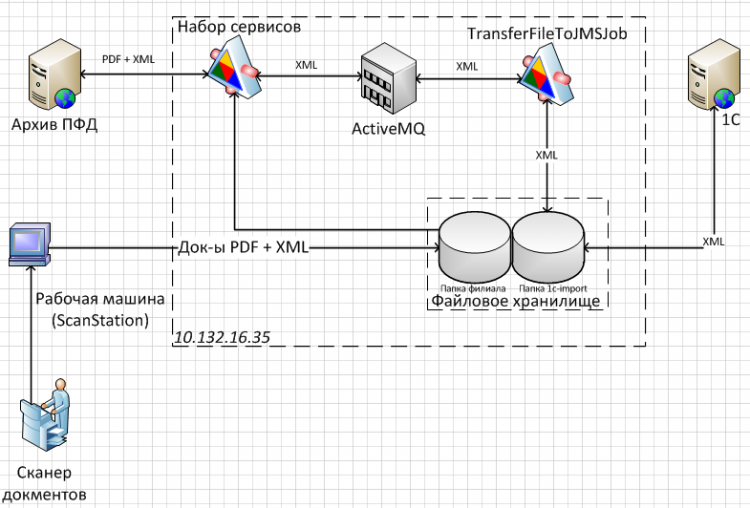 Набор сервисов
TransferFileToJMSJob
PDF + XML
XML
XML
Архив ПФД
ActiveMQ
1С
XML
XML
Док-ы PDF + XML
Папка филиала
Папка 1c-import
Файловое хранилище
Рабочая машина
(ScanStation)
10.132.16.35
Сканер
докментов